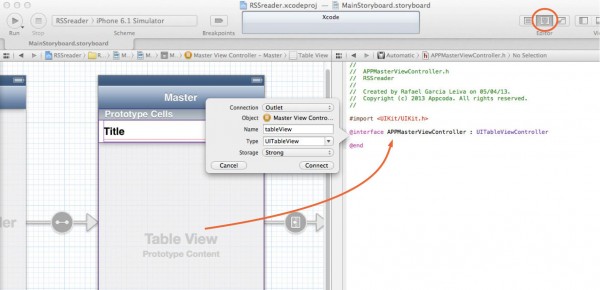 RSSreader.xcodeproj — MainStoryboard.storyboard
RSSreader > iPhone 6.1 Simulator
Xcode
Run
Stop
Scheme
Breakpoints
Editor
MainStoryboard.storyboard
RSSreader
Master View Controller – Master
Table View
Automatic
APPMasterViewController.h
No Selection
Master
Prototype Cells
Title
Table View
Prototype Content
Connection
Outlet
Object
Master View Contro...
Name
tableView
Type
UITableView
Storage
Strong
Cancel
Connect
//
// APPMasterViewController.h
// RSSreader
//
// Created by Rafael Garcia Leiva on 05/04/13.
// Copyright (c) 2013 Appcoda. All rights reserved.
//
#import <UIKit/UIKit.h>
@interface APPMasterViewController : UITableViewController
@end